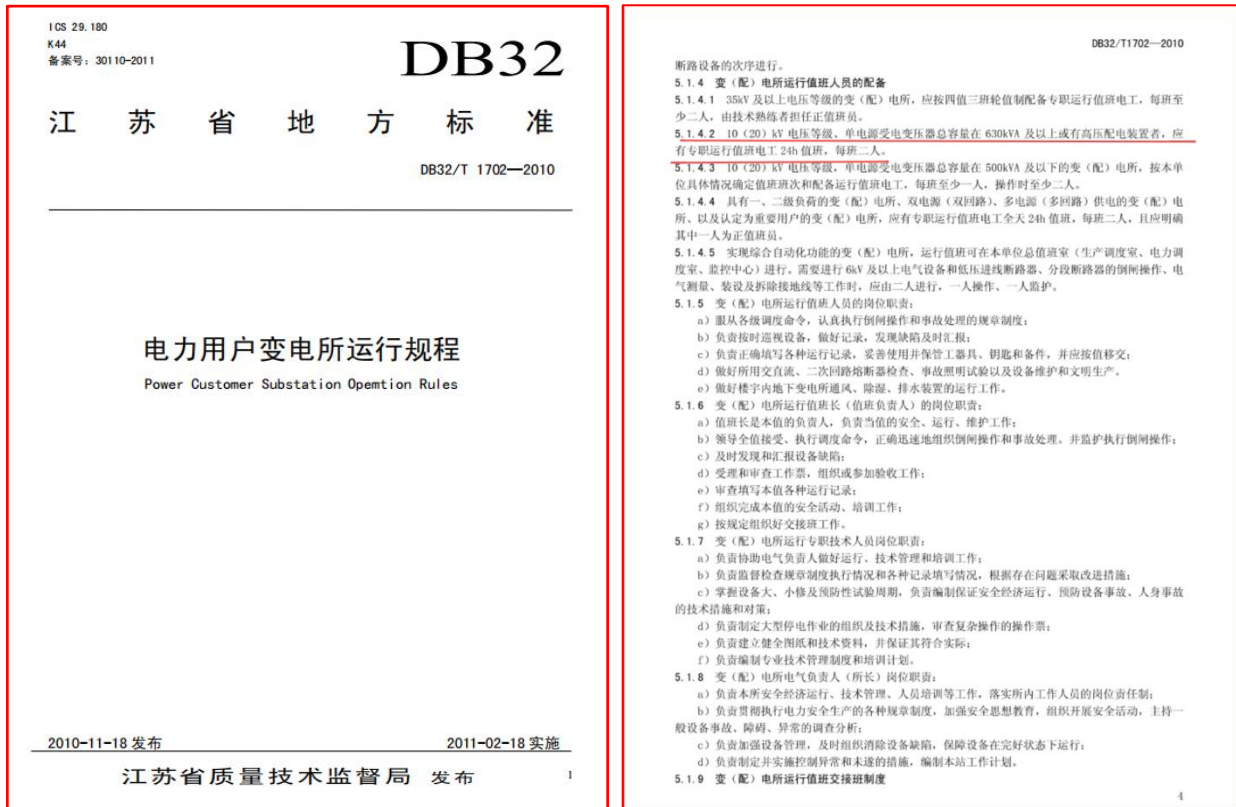 ICS 29.180
K44
备案号：30110-2011
DB32
江苏省地方标准
DB32/T 1702—2010
电力用户变电所运行规程
Power Customer Substation Opemtion Rules
2010-11-18 发布
2011-02-18 实施
江苏省质量技术监督局 发布
1
DB32/T1702—2010
断路设备的次序进行。
5.1.4 变（配）电所运行值班人员的配备
5.1.4.1 35kV 及以上电压等级的变（配）电所，应按四值三班轮值制配备专职运行值班电工，每班至
少二人，由技术熟练者担任正值班员。
5.1.4.2 10（20）kV 电压等级、单电源受电变压器总容量在 630kVA 及以上或有高压配电装置者，应
有专职运行值班电工 24h 值班，每班二人。
5.1.4.3 10（20）kV 电压等级，单电源受电变压器总容量在 500kVA 及以下的变（配）电所，按本单
位具体情况确定值班班次和配备运行值班电工，每班至少一人，操作时至少二人。
5.1.4.4 具有一、二级负荷的变（配）电所、双电源（双回路）、多电源（多回路）供电的变（配）电
所、以及认定为重要用户的变（配）电所，应有专职运行值班电工全天 24h 值班，每班二人，且应明确
其中一人为正值班员。
5.1.4.5 实现综合自动化功能的变（配）电所，运行值班可在本单位总值班室（生产调度室、电力调
度室、监控中心）进行。需要进行 6kV 及以上电气设备和低压进线断路器、分段断路器的倒闸操作、电
气测量、装设及拆除接地线等工作时，应由二人进行，一人操作、一人监护。
5.1.5 变（配）电所运行值班人员的岗位职责：
a）服从各级调度命令，认真执行倒闸操作和事故处理的规章制度；
b）负责按时巡视设备，做好记录，发现缺陷及时汇报；
c）负责正确填写各种运行记录，妥善使用并保管工器具、钥匙和备件，并应按值移交；
d）做好所用交直流、二次回路熔断器检查、事故照明试验以及设备维护和文明生产。
e）做好楼宇内地下变电所通风、除湿、排水装置的运行工作。
5.1.6 变（配）电所运行值班长（值班负责人）的岗位职责：
a）值班长是本值的负责人，负责当值的安全、运行、维护工作；
b）领导全值接受、执行调度命令，正确迅速地组织倒闸操作和事故处理。并监护执行倒闸操作；
c）及时发现和汇报设备缺陷；
d）受理和审查工作票，组织或参加验收工作；
e）审查填写本值各种运行记录；
f）组织完成本值的安全活动、培训工作；
g）按规定组织好交接班工作。
5.1.7 变（配）电所运行专职技术人员岗位职责：
a）负责协助电气负责人做好运行、技术管理和培训工作；
b）负责监督检查规章制度执行情况和各种记录填写情况，根据存在问题采取改进措施；
c）掌握设备大、小修及预防性试验周期，负责编制保证安全经济运行、预防设备事故、人身事故
的技术措施和对策；
d）负责制定大型停电作业的组织及技术措施，审查复杂操作的操作票；
e）负责建立健全图纸和技术资料，并保证其符合实际；
f）负责编制专业技术管理制度和培训计划。
5.1.8 变（配）电所电气负责人（所长）岗位职责：
a）负责本所安全经济运行、技术管理、人员培训等工作，落实所内工作人员的岗位责任制；
b）负责贯彻执行电力安全生产的各种规章制度，加强安全思想教育，组织开展安全活动，主持一
般设备事故、障碍、异常的调查分析；
c）负责加强设备管理，及时组织消除设备缺陷，保障设备在完好状态下运行；
d）负责制定并实施控制异常和未遂的措施，编制本站工作计划。
5.1.9 变（配）电所运行值班交接班制度
4